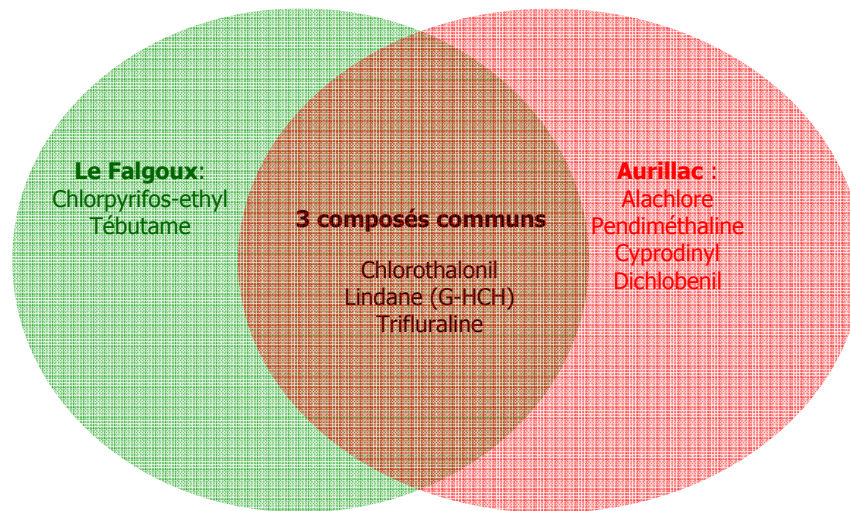 Le Falgoux:
Chlorpyrifos-ethyl
Tébutame
3 composés communs
Chlorothalonil
Lindane (G-HCH)
Trifluraline
Aurillac :
Alachlore
Pendiméthaline
Cyprodinyl
Dichlobenil